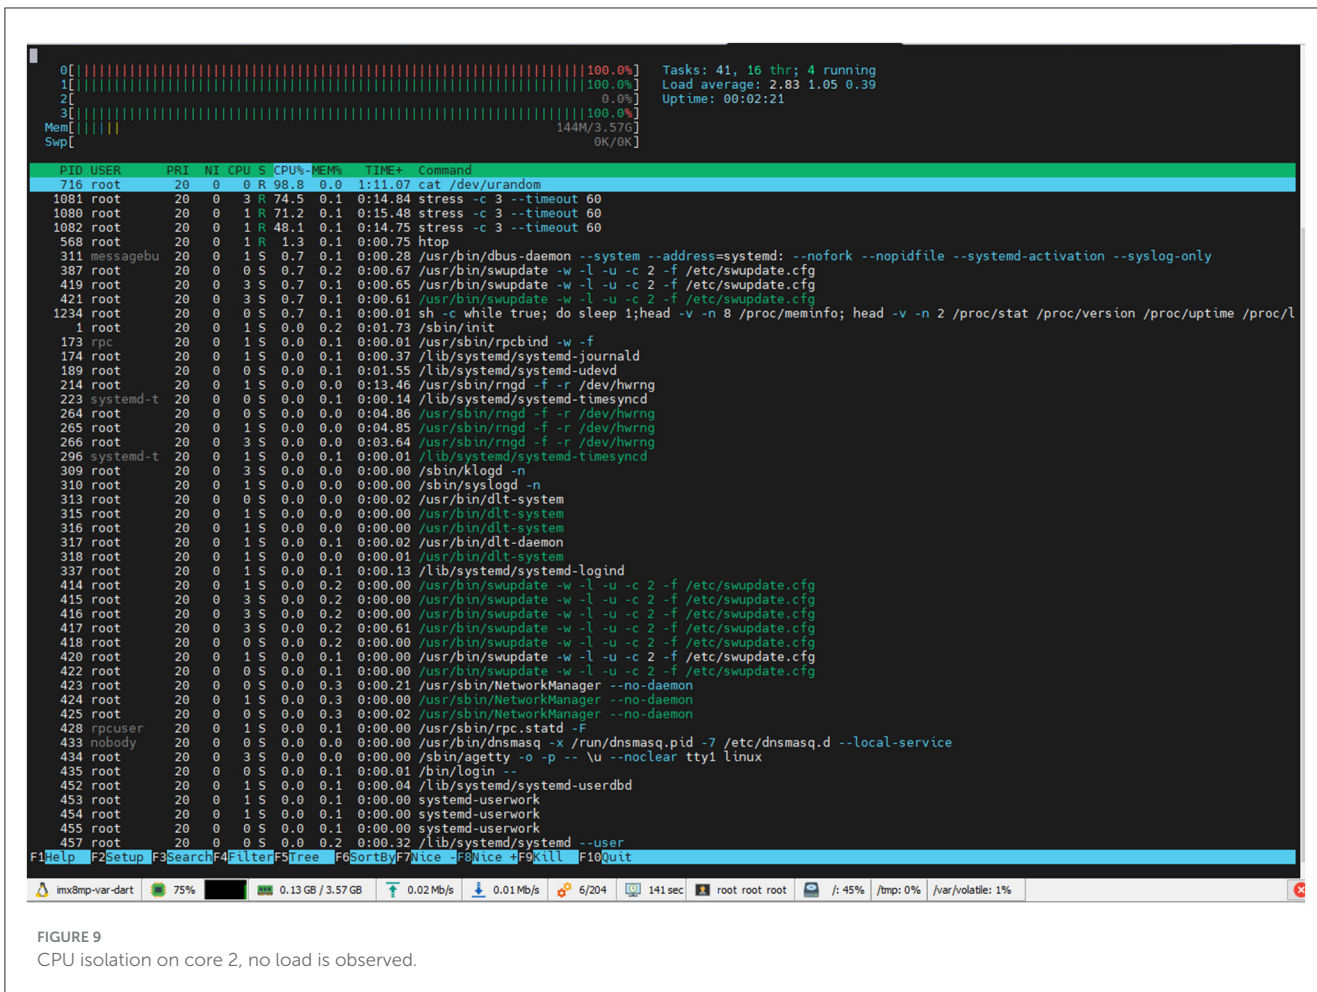 0[100.0%] Tasks: 41, 16 thr; 4 running
1[100.0%] Load average: 2.83 1.05 0.39
2[0.0%] Uptime: 00:02:21
3[100.0%]
Mem[144M/3.57G]
Swp[0K/0K]
PID USER PRI NI CPU S CPU%-MEM% TIME+ Command
716 root 20 0 0 R 98.8 0.0 1:11.07 cat /dev/urandom
1081 root 20 0 3 R 74.5 0.1 0:14.84 stress -c 3 --timeout 60
1080 root 20 0 1 R 71.2 0.1 0:15.48 stress -c 3 --timeout 60
1082 root 20 0 1 R 48.1 0.1 0:14.75 stress -c 3 --timeout 60
568 root 20 0 1 R 1.3 0.1 0:00.75 htop
311 messagebu 20 0 1 S 0.7 0.1 0:00.28 /usr/bin/dbus-daemon --system --address=systemd: --nofork --nopidfile --systemd-activation --syslog-only
387 root 20 0 0 S 0.7 0.2 0:00.67 /usr/bin/swupdate -w -l -u -c 2 -f /etc/swupdate.cfg
419 root 20 0 3 S 0.7 0.1 0:00.65 /usr/bin/swupdate -w -l -u -c 2 -f /etc/swupdate.cfg
421 root 20 0 3 S 0.7 0.1 0:00.61 /usr/bin/swupdate -w -l -u -c 2 -f /etc/swupdate.cfg
1234 root 20 0 0 S 0.7 0.1 0:00.01 sh -c while true; do sleep 1;head -v -n 8 /proc/meminfo; head -v -n 2 /proc/stat /proc/version /proc/uptime /proc/l
1 root 20 0 1 S 0.0 0.2 0:01.73 /sbin/init
173 rpc 20 0 1 S 0.0 0.1 0:00.01 /usr/sbin/rpcbind -w -f
174 root 20 0 1 S 0.0 0.1 0:00.37 /lib/systemd/systemd-journald
189 root 20 0 0 S 0.0 0.1 0:01.55 /lib/systemd/systemd-udevd
214 root 20 0 1 S 0.0 0.0 0:13.46 /usr/sbin/rngd -f -r /dev/hwrng
223 systemd-t 20 0 0 S 0.0 0.1 0:00.14 /lib/systemd/systemd-timesyncd
264 root 20 0 0 S 0.0 0.0 0:04.86 /usr/sbin/rngd -f -r /dev/hwrng
265 root 20 0 1 S 0.0 0.0 0:04.85 /usr/sbin/rngd -f -r /dev/hwrng
266 root 20 0 3 S 0.0 0.0 0:03.64 /usr/sbin/rngd -f -r /dev/hwrng
296 systemd-t 20 0 1 S 0.0 0.1 0:00.01 /lib/systemd/systemd-timesyncd
309 root 20 0 3 S 0.0 0.0 0:00.00 /sbin/klogd -n
310 root 20 0 1 S 0.0 0.0 0:00.00 /sbin/syslogd -n
313 root 20 0 0 S 0.0 0.0 0:00.02 /usr/bin/dlt-system
315 root 20 0 1 S 0.0 0.0 0:00.00 /usr/bin/dlt-system
316 root 20 0 1 S 0.0 0.0 0:00.00 /usr/bin/dlt-system
317 root 20 0 1 S 0.0 0.1 0:00.02 /usr/bin/dlt-daemon
318 root 20 0 1 S 0.0 0.0 0:00.01 /usr/bin/dlt-system
337 root 20 0 1 S 0.0 0.1 0:00.13 /lib/systemd/systemd-logind
414 root 20 0 1 S 0.0 0.2 0:00.00 /usr/bin/swupdate -w -l -u -c 2 -f /etc/swupdate.cfg
415 root 20 0 3 S 0.0 0.2 0:00.00 /usr/bin/swupdate -w -l -u -c 2 -f /etc/swupdate.cfg
416 root 20 0 3 S 0.0 0.2 0:00.00 /usr/bin/swupdate -w -l -u -c 2 -f /etc/swupdate.cfg
417 root 20 0 3 S 0.0 0.2 0:00.61 /usr/bin/swupdate -w -l -u -c 2 -f /etc/swupdate.cfg
418 root 20 0 0 S 0.0 0.2 0:00.00 /usr/bin/swupdate -w -l -u -c 2 -f /etc/swupdate.cfg
420 root 20 0 1 S 0.0 0.1 0:00.00 /usr/bin/swupdate -w -l -u -c 2 -f /etc/swupdate.cfg
422 root 20 0 0 S 0.0 0.1 0:00.00 /usr/bin/swupdate -w -l -u -c 2 -f /etc/swupdate.cfg
423 root 20 0 0 S 0.0 0.3 0:00.21 /usr/sbin/NetworkManager --no-daemon
424 root 20 0 1 S 0.0 0.3 0:00.00 /usr/sbin/NetworkManager --no-daemon
425 root 20 0 0 S 0.0 0.3 0:00.02 /usr/sbin/NetworkManager --no-daemon
428 rpcuser 20 0 1 S 0.0 0.1 0:00.00 /usr/sbin/rpc.statd -F
433 nobody 20 0 0 S 0.0 0.0 0:00.00 /usr/bin/dnsmasq -x /run/dnsmasq.pid -7 /etc/dnsmasq.d --local-service
434 root 20 0 3 S 0.0 0.0 0:00.00 /sbin/agetty -o -p -- \u --noclear tty1 linux
435 root 20 0 0 S 0.0 0.1 0:00.01 /bin/login --
452 root 20 0 1 S 0.0 0.1 0:00.04 /lib/systemd/systemd-userdbd
453 root 20 0 1 S 0.0 0.1 0:00.00 systemd-userwork
454 root 20 0 1 S 0.0 0.1 0:00.00 systemd-userwork
455 root 20 0 0 S 0.0 0.1 0:00.00 systemd-userwork
457 root 20 0 0 S 0.0 0.2 0:00.32 /lib/systemd/systemd --user
F1Help F2Setup F3SearchF4FilterF5Tree F6SortByF7Nice -F8Nice +F9Kill F10Quit
imx8mp-var-dart 75% 0.13 GB / 3.57 GB 0.02 Mb/s 0.01 Mb/s 6/204 141 sec root root root /: 45% /tmp: 0% /var/volatile: 1%
FIGURE 9
CPU isolation on core 2, no load is observed.